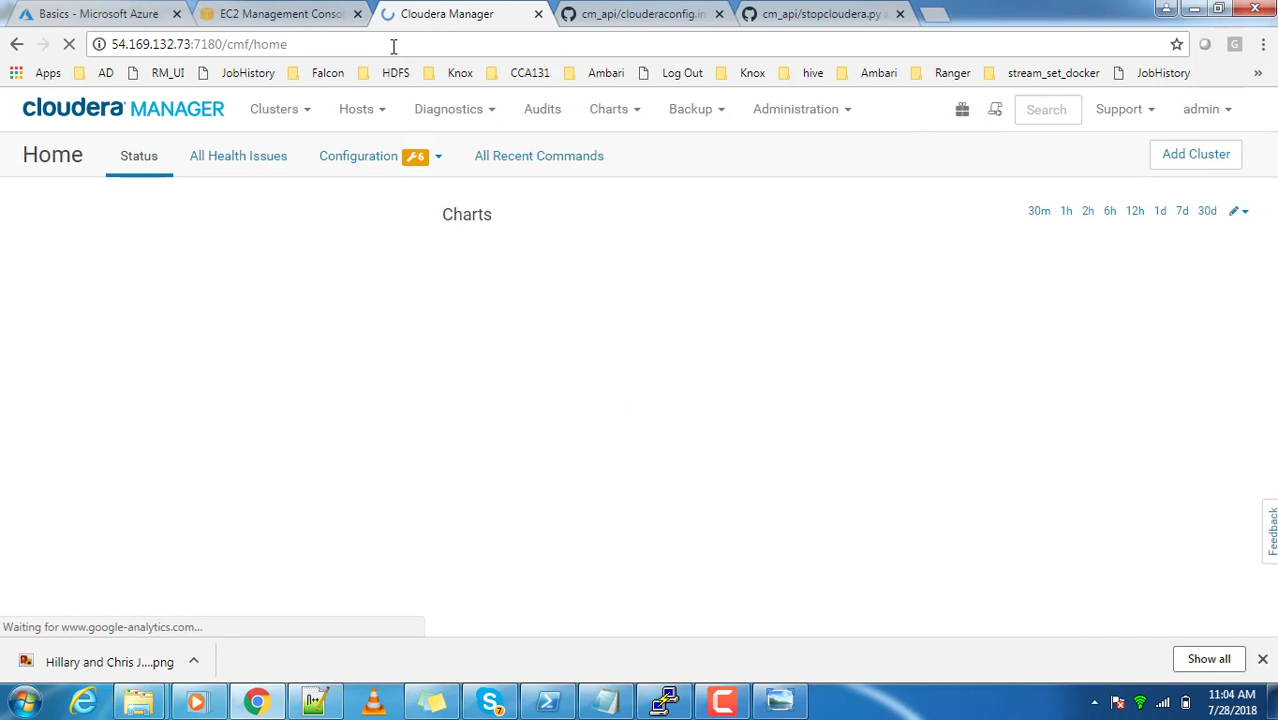 Basics - Microsoft Azure
EC2 Management Conso
Cloudera Manager
cm_api/clouderaconfig.in
cm_api/stopcloudera.py
54.169.132.73:7180/cmf/home
Apps AD RM_UI JobHistory Falcon HDFS Knox CCA131 Ambari Log Out Knox hive Ambari Ranger stream_set_docker JobHistory »
cloudera MANAGER Clusters Hosts Diagnostics Audits Charts Backup Administration Search Support admin
Home Status All Health Issues Configuration 6 All Recent Commands Add Cluster
Charts 30m 1h 2h 6h 12h 1d 7d 30d
Feedback
Waiting for www.google-analytics.com...
Hillary and Chris J....png Show all
11:04 AM
7/28/2018